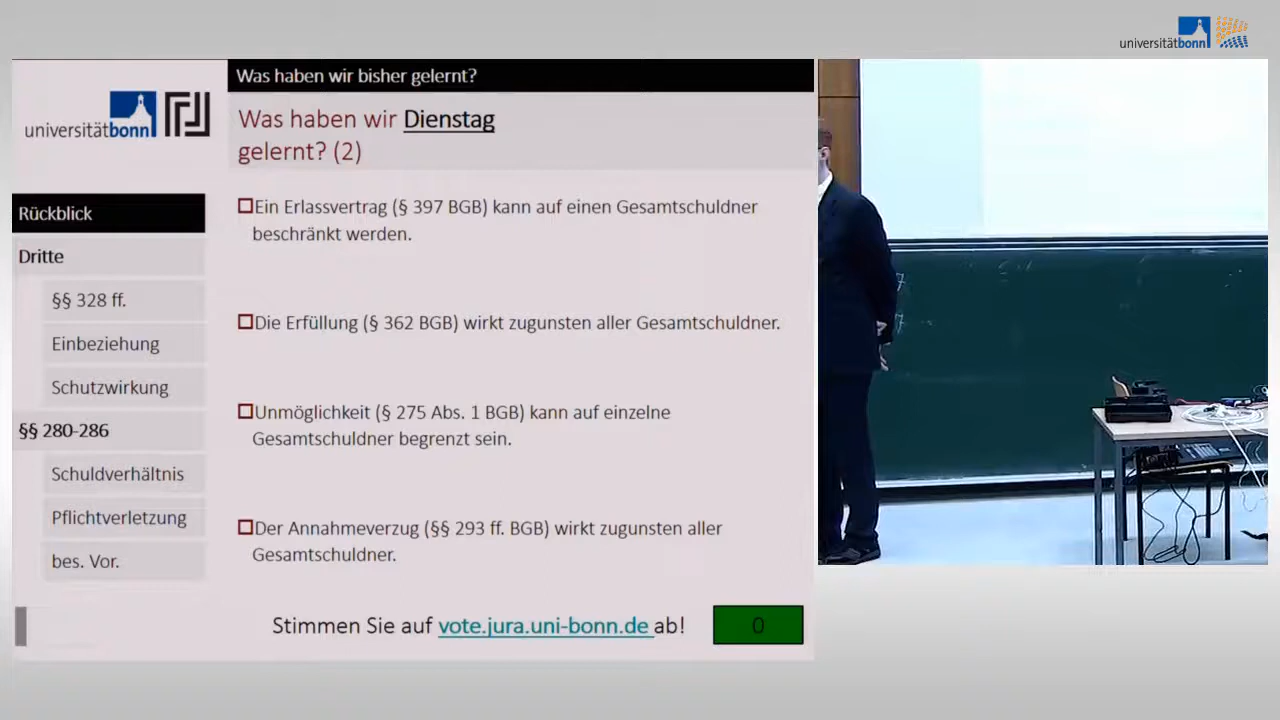 universitätbonn
Was haben wir bisher gelernt?
universitätbonn
Was haben wir Dienstag
gelernt? (2)
Rückblick
Dritte
§§ 328 ff.
Einbeziehung
Schutzwirkung
§§ 280-286
Schuldverhältnis
Pflichtverletzung
bes. Vor.
Ein Erlassvertrag (§ 397 BGB) kann auf einen Gesamtschuldner
beschränkt werden.
Die Erfüllung (§ 362 BGB) wirkt zugunsten aller Gesamtschuldner.
Unmöglichkeit (§ 275 Abs. 1 BGB) kann auf einzelne
Gesamtschuldner begrenzt sein.
Der Annahmeverzug (§§ 293 ff. BGB) wirkt zugunsten aller
Gesamtschuldner.
Stimmen Sie auf vote.jura.uni-bonn.de ab!
0